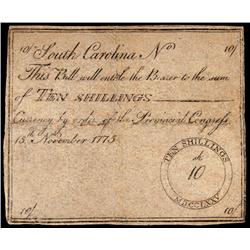 10/ 10/
South Carolina No
This Bill will entitle the Bearer to the sum
of TEN SHILLINGS
Currency by order of the Provincial Congress
15th November 1775
TEN SHILLINGS
10
MDCCLXXV
10/ 10/